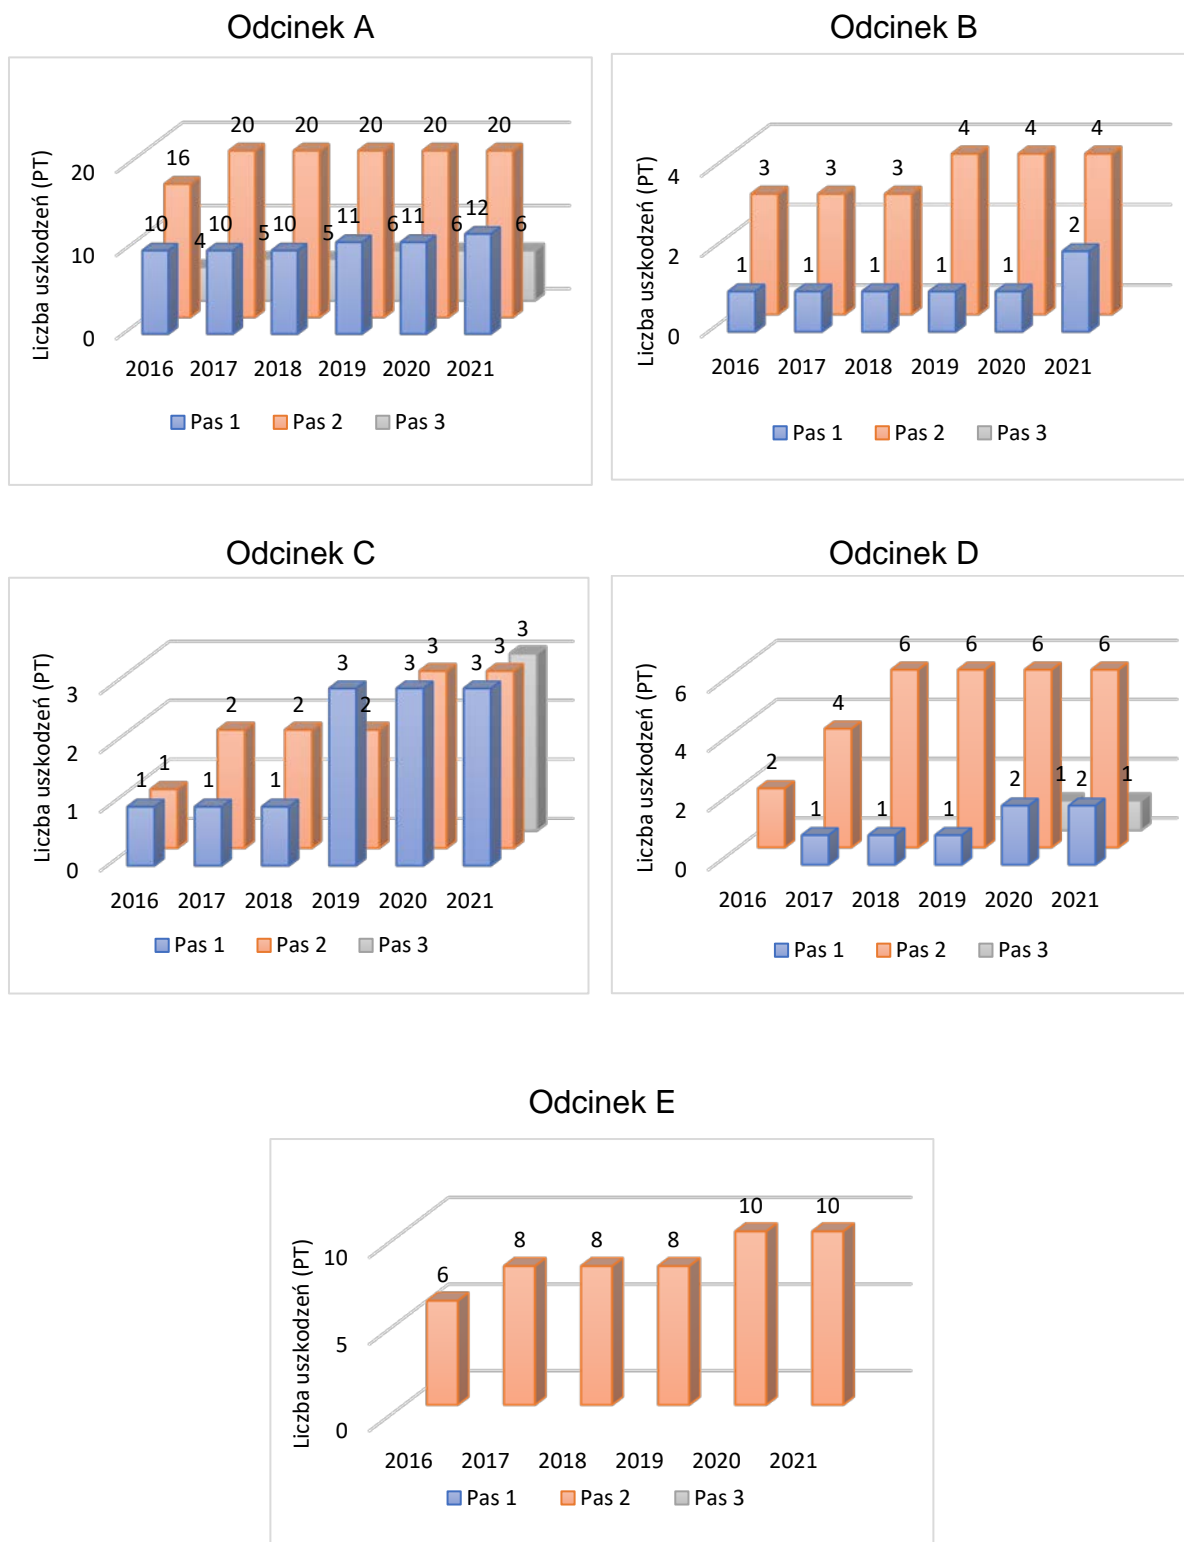 Odcinek A
Liczba uszkodzeń (PT)
20
10
0
16 20 20 20 20 20
10 10 10 11 11 12
4 5 5 6 6 6
2016 2017 2018 2019 2020 2021
Pas 1 Pas 2 Pas 3
Odcinek B
Liczba uszkodzeń (PT)
4
2
0
3 3 3 4 4 4
1 1 1 1 1 2
2016 2017 2018 2019 2020 2021
Pas 1 Pas 2 Pas 3
Odcinek C
Liczba uszkodzeń (PT)
3
2
1
0
3
1 2 2 2 3 3
1 1 1 3 3 3
2016 2017 2018 2019 2020 2021
Pas 1 Pas 2 Pas 3
Odcinek D
Liczba uszkodzeń (PT)
6
4
2
0
2 4 6 6 6 6
1 1 1 2 2
1 1
2016 2017 2018 2019 2020 2021
Pas 1 Pas 2 Pas 3
Odcinek E
Liczba uszkodzeń (PT)
10
5
0
6 8 8 8 10 10
2016 2017 2018 2019 2020 2021
Pas 1 Pas 2 Pas 3